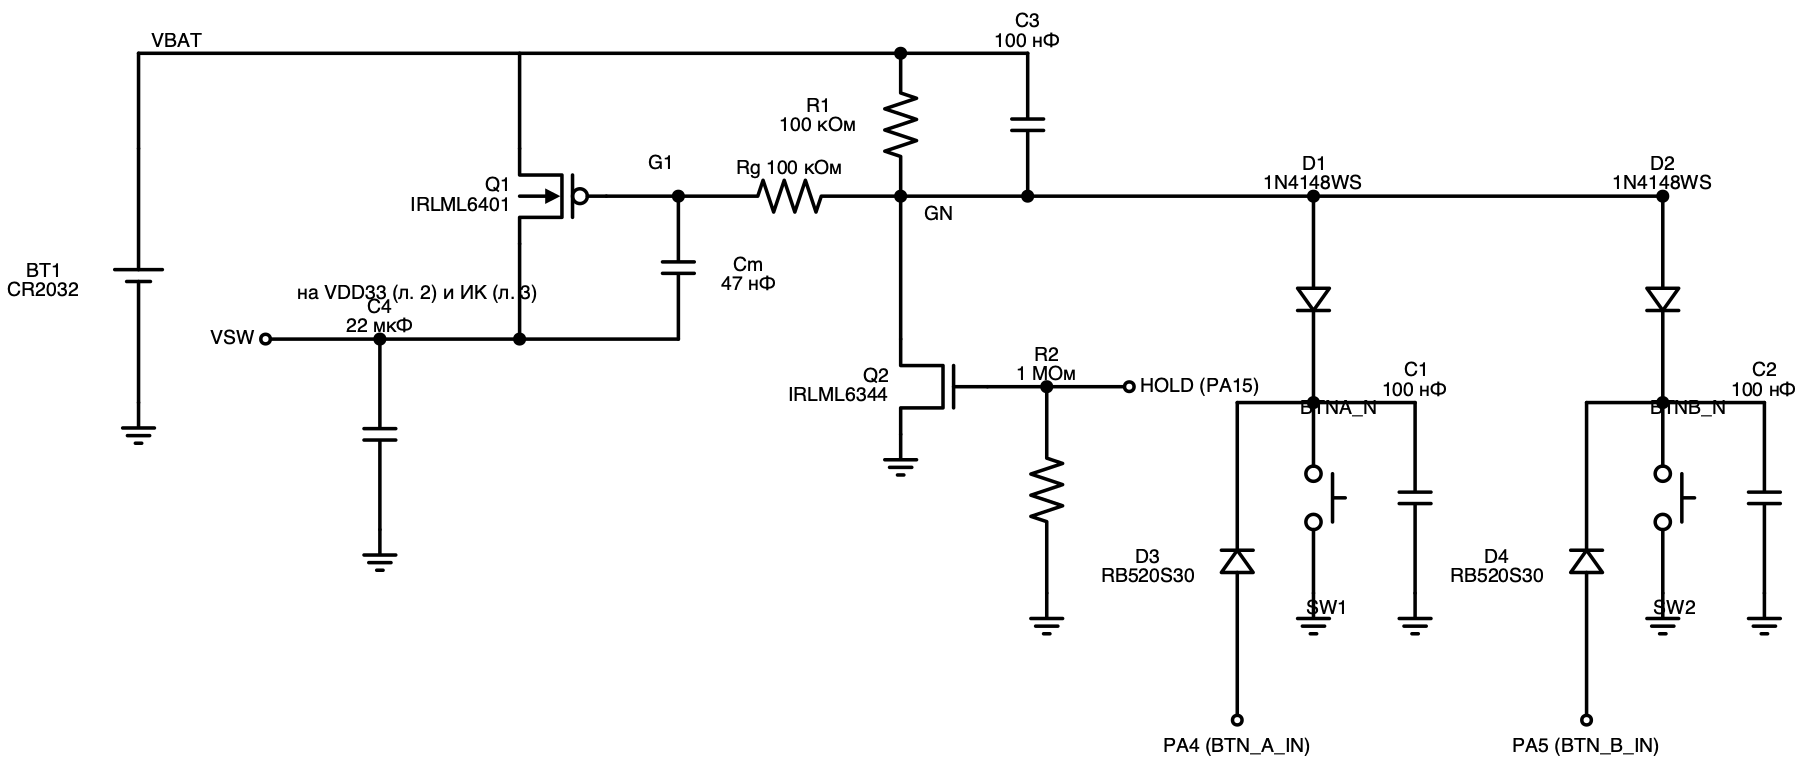 C3
100 нФ
VBAT
R1
100 кОм
G1
Rg 100 кОм
D1
1N4148WS
D2
1N4148WS
Q1
IRLML6401
GN
BT1
CR2032
Cm
47 нФ
на VDD33 (л. 2) и ИК (л. 3)
C4
22 мкФ
VSW
R2
1 МОм
Q2
IRLML6344
HOLD (PA15)
C1
100 нФ
C2
100 нФ
BTNA_N
BTNB_N
D3
RB520S30
D4
RB520S30
SW1
SW2
PA4 (BTN_A_IN)
PA5 (BTN_B_IN)